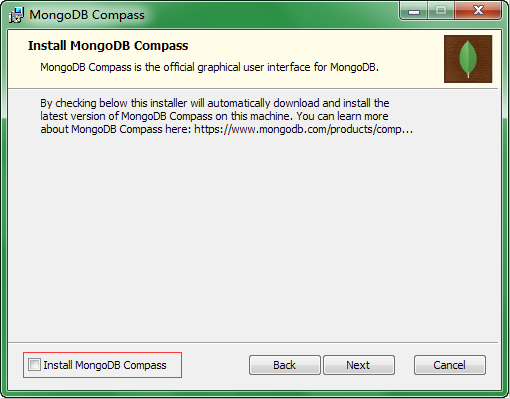 MongoDB Compass
Install MongoDB Compass
MongoDB Compass is the official graphical user interface for MongoDB.
By checking below this installer will automatically download and install the
latest version of MongoDB Compass on this machine. You can learn more
about MongoDB Compass here: https://www.mongodb.com/products/comp...
Install MongoDB Compass
Back
Next
Cancel